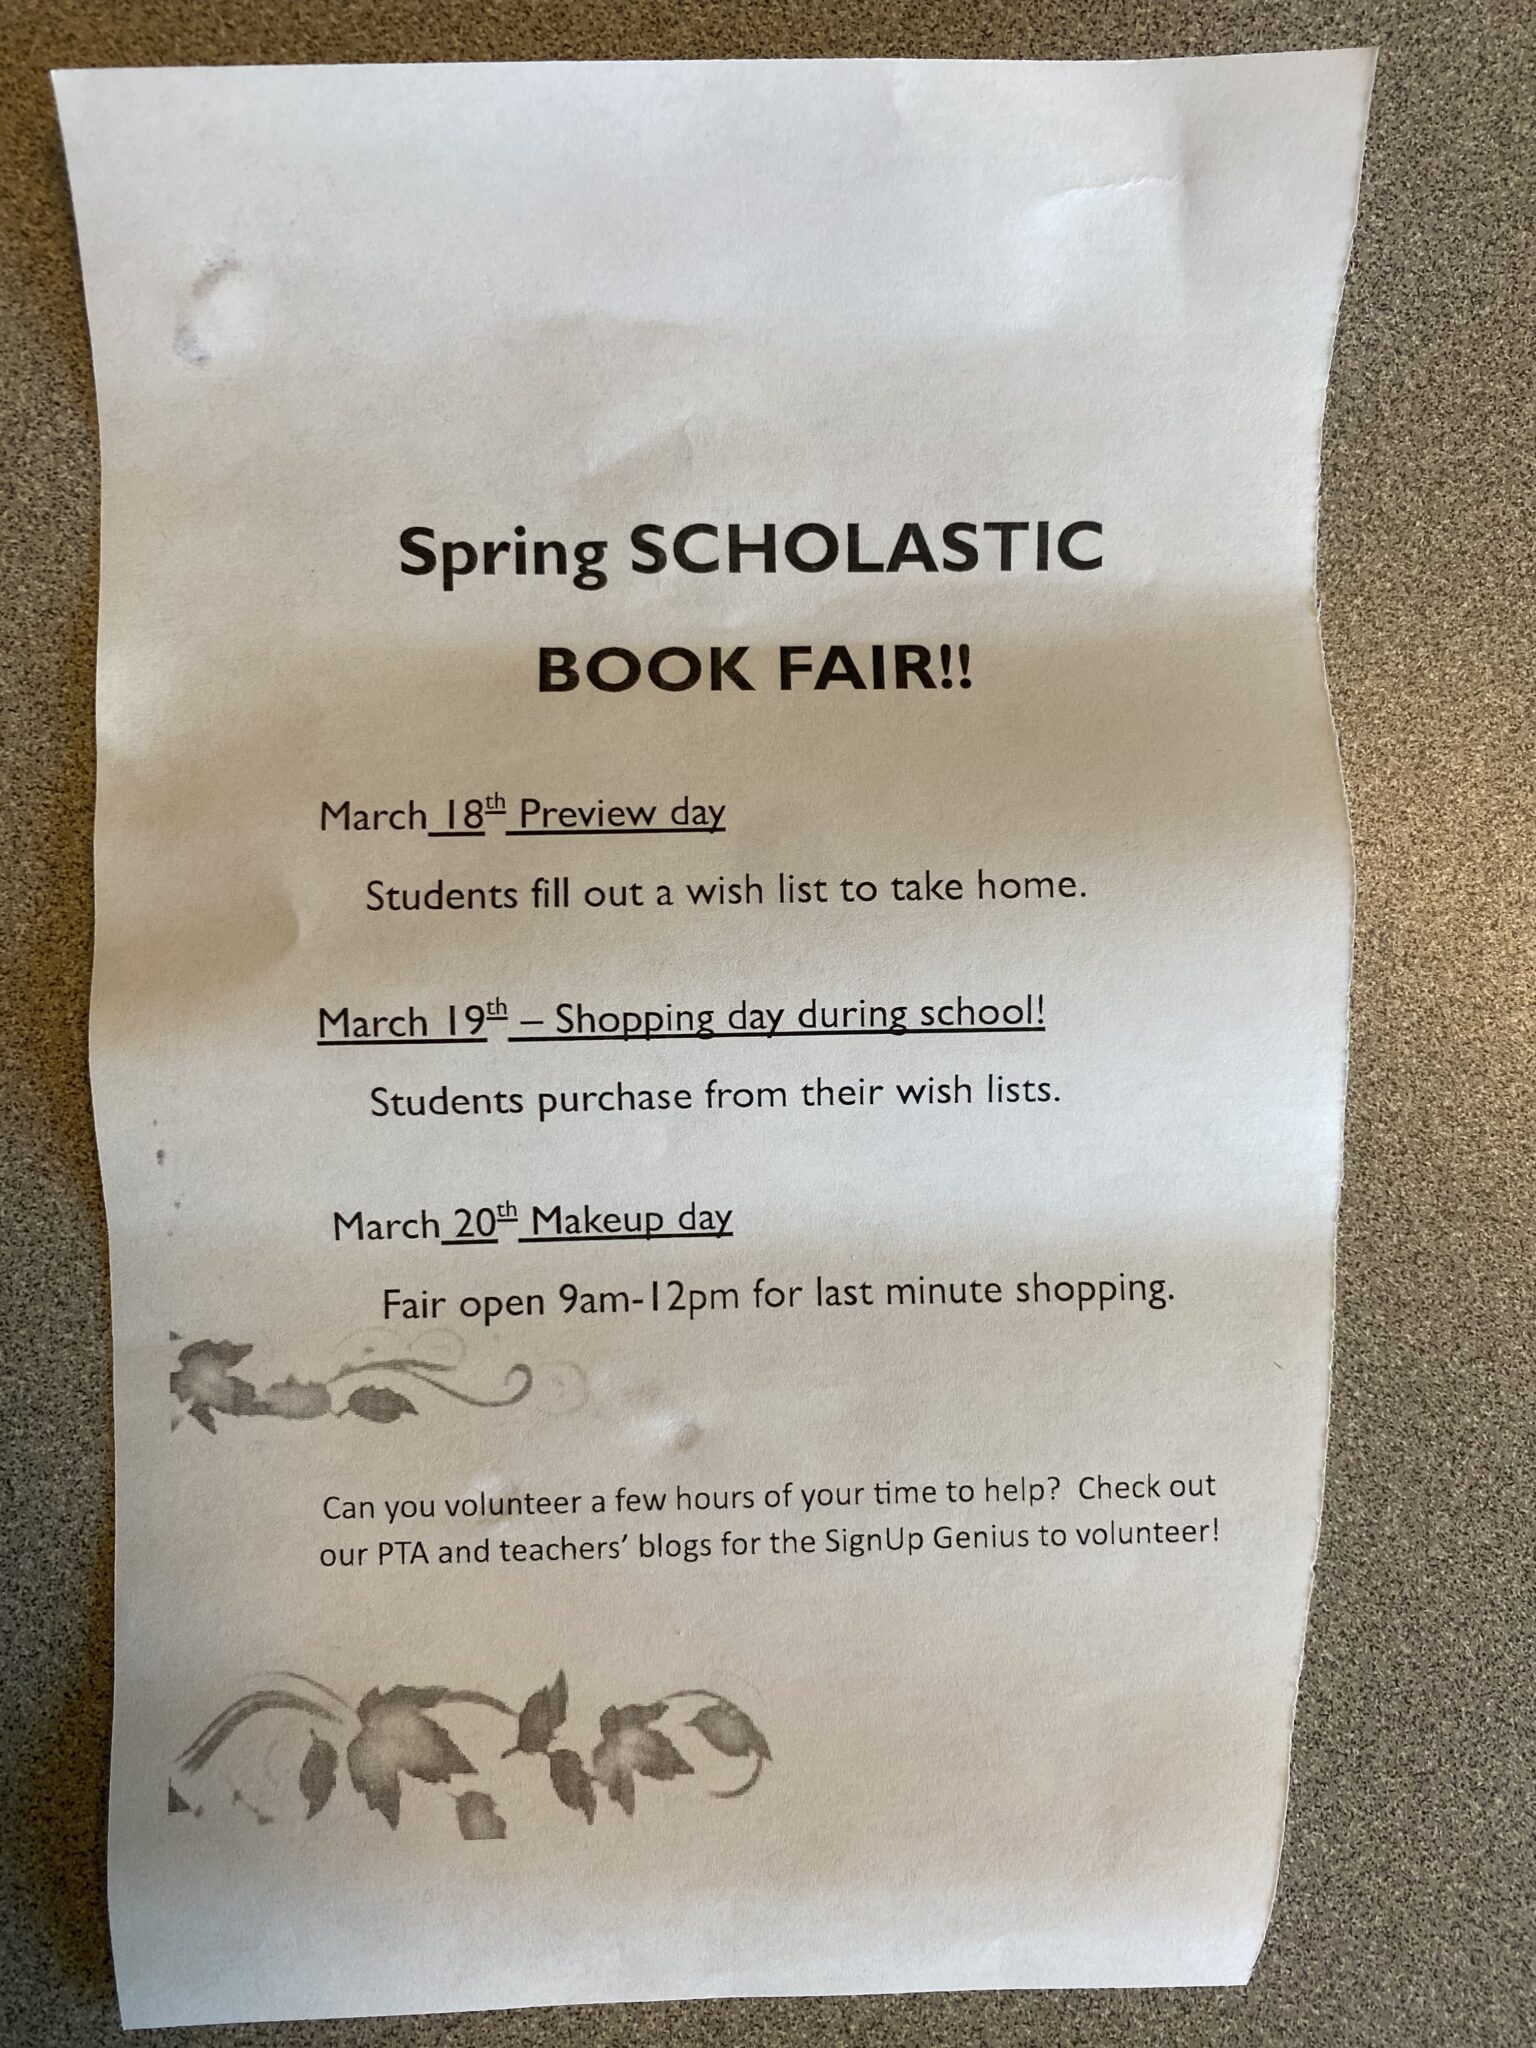 Spring SCHOLASTIC
BOOK FAIR!!
March 18th Preview day
Students fill out a wish list to take home.
March 19th – Shopping day during school!
Students purchase from their wish lists.
March 20th Makeup day
Fair open 9am-12pm for last minute shopping.
Can you volunteer a few hours of your time to help?  Check out
our PTA and teachers’ blogs for the SignUp Genius to volunteer!